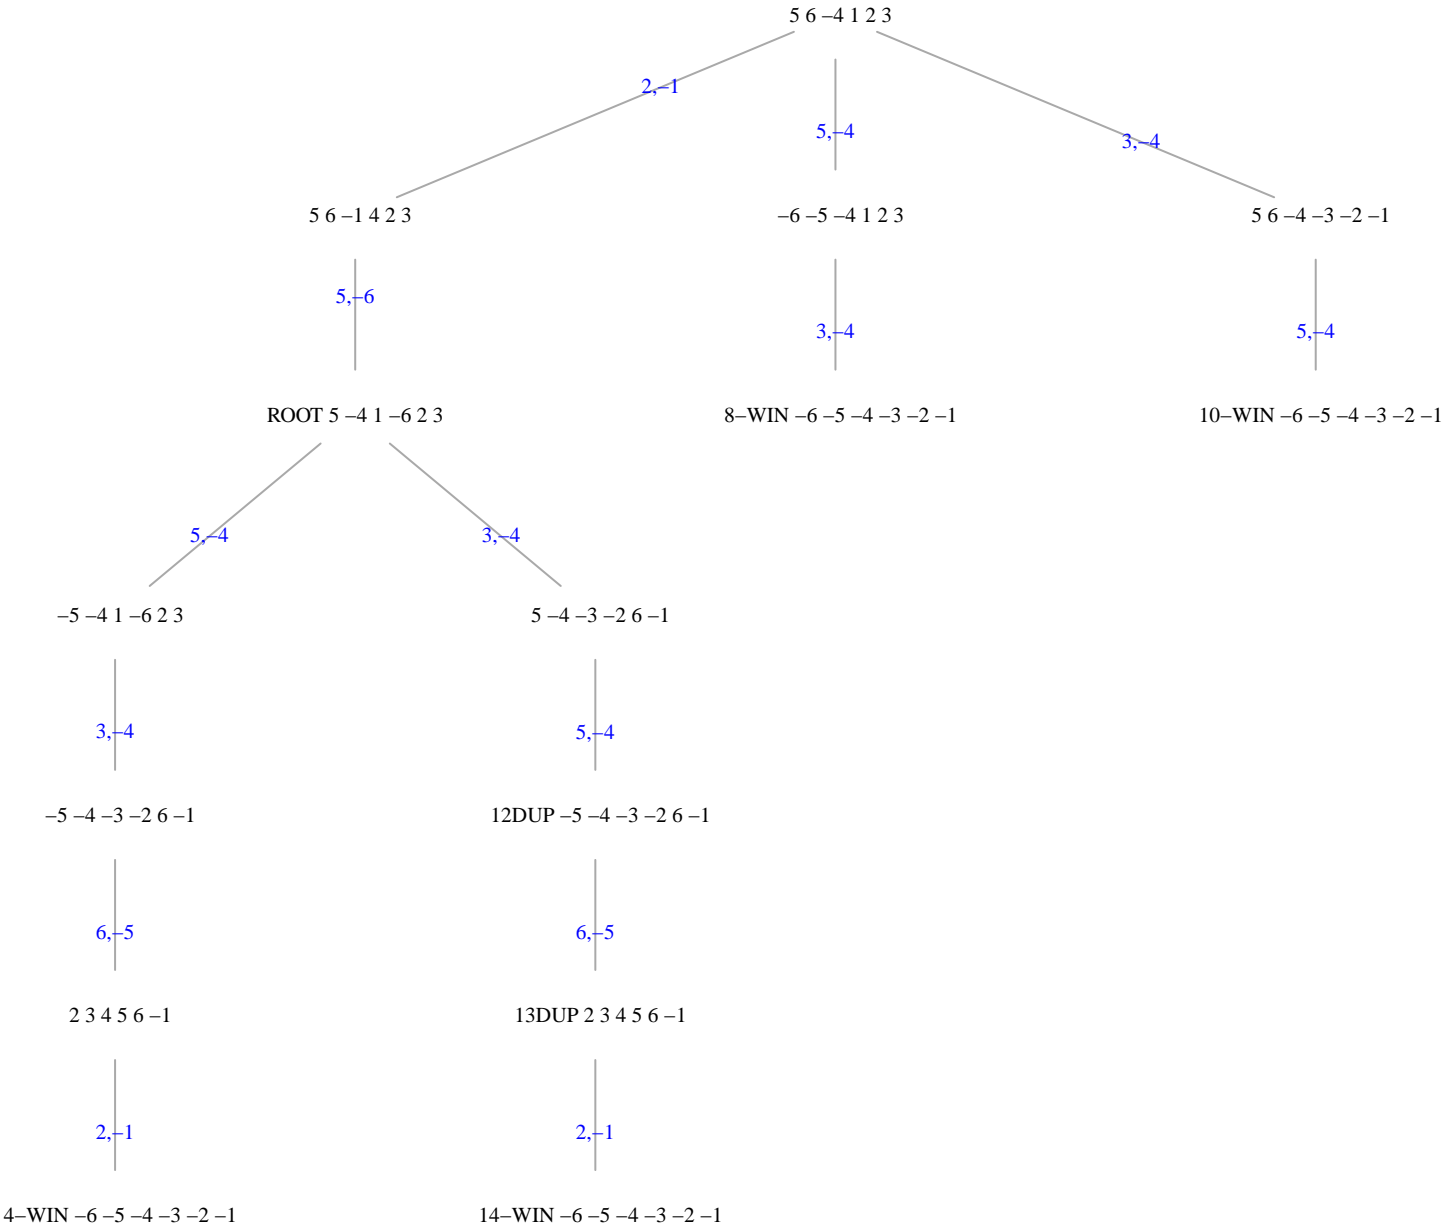 5 6 –4 1 2 3
2,–1
5,–4
3,–4
5 6 –1 4 2 3
–6 –5 –4 1 2 3
5 6 –4 –3 –2 –1
5,–6
3,–4
5,–4
ROOT 5 –4 1 –6 2 3
8–WIN –6 –5 –4 –3 –2 –1
10–WIN –6 –5 –4 –3 –2 –1
5,–4
3,–4
–5 –4 1 –6 2 3
5 –4 –3 –2 6 –1
3,–4
5,–4
–5 –4 –3 –2 6 –1
12DUP –5 –4 –3 –2 6 –1
6,–5
6,–5
2 3 4 5 6 –1
13DUP 2 3 4 5 6 –1
2,–1
2,–1
4–WIN –6 –5 –4 –3 –2 –1
14–WIN –6 –5 –4 –3 –2 –1